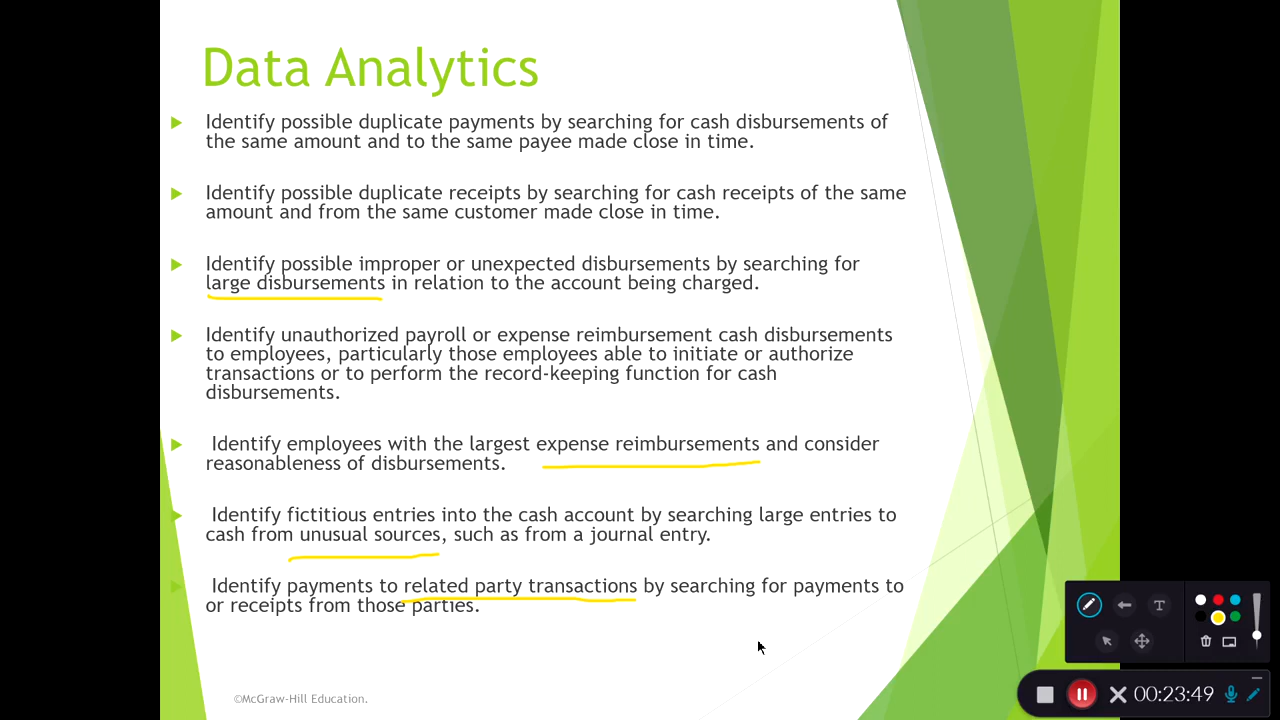 Data Analytics
Identify possible duplicate payments by searching for cash disbursements of
the same amount and to the same payee made close in time.
Identify possible duplicate receipts by searching for cash receipts of the same
amount and from the same customer made close in time.
Identify possible improper or unexpected disbursements by searching for
large disbursements in relation to the account being charged.
Identify unauthorized payroll or expense reimbursement cash disbursements
to employees, particularly those employees able to initiate or authorize
transactions or to perform the record-keeping function for cash
disbursements.
Identify employees with the largest expense reimbursements and consider
reasonableness of disbursements.
Identify fictitious entries into the cash account by searching large entries to
cash from unusual sources, such as from a journal entry.
Identify payments to related party transactions by searching for payments to
or receipts from those parties.
©McGraw-Hill Education.
T
00:23:49